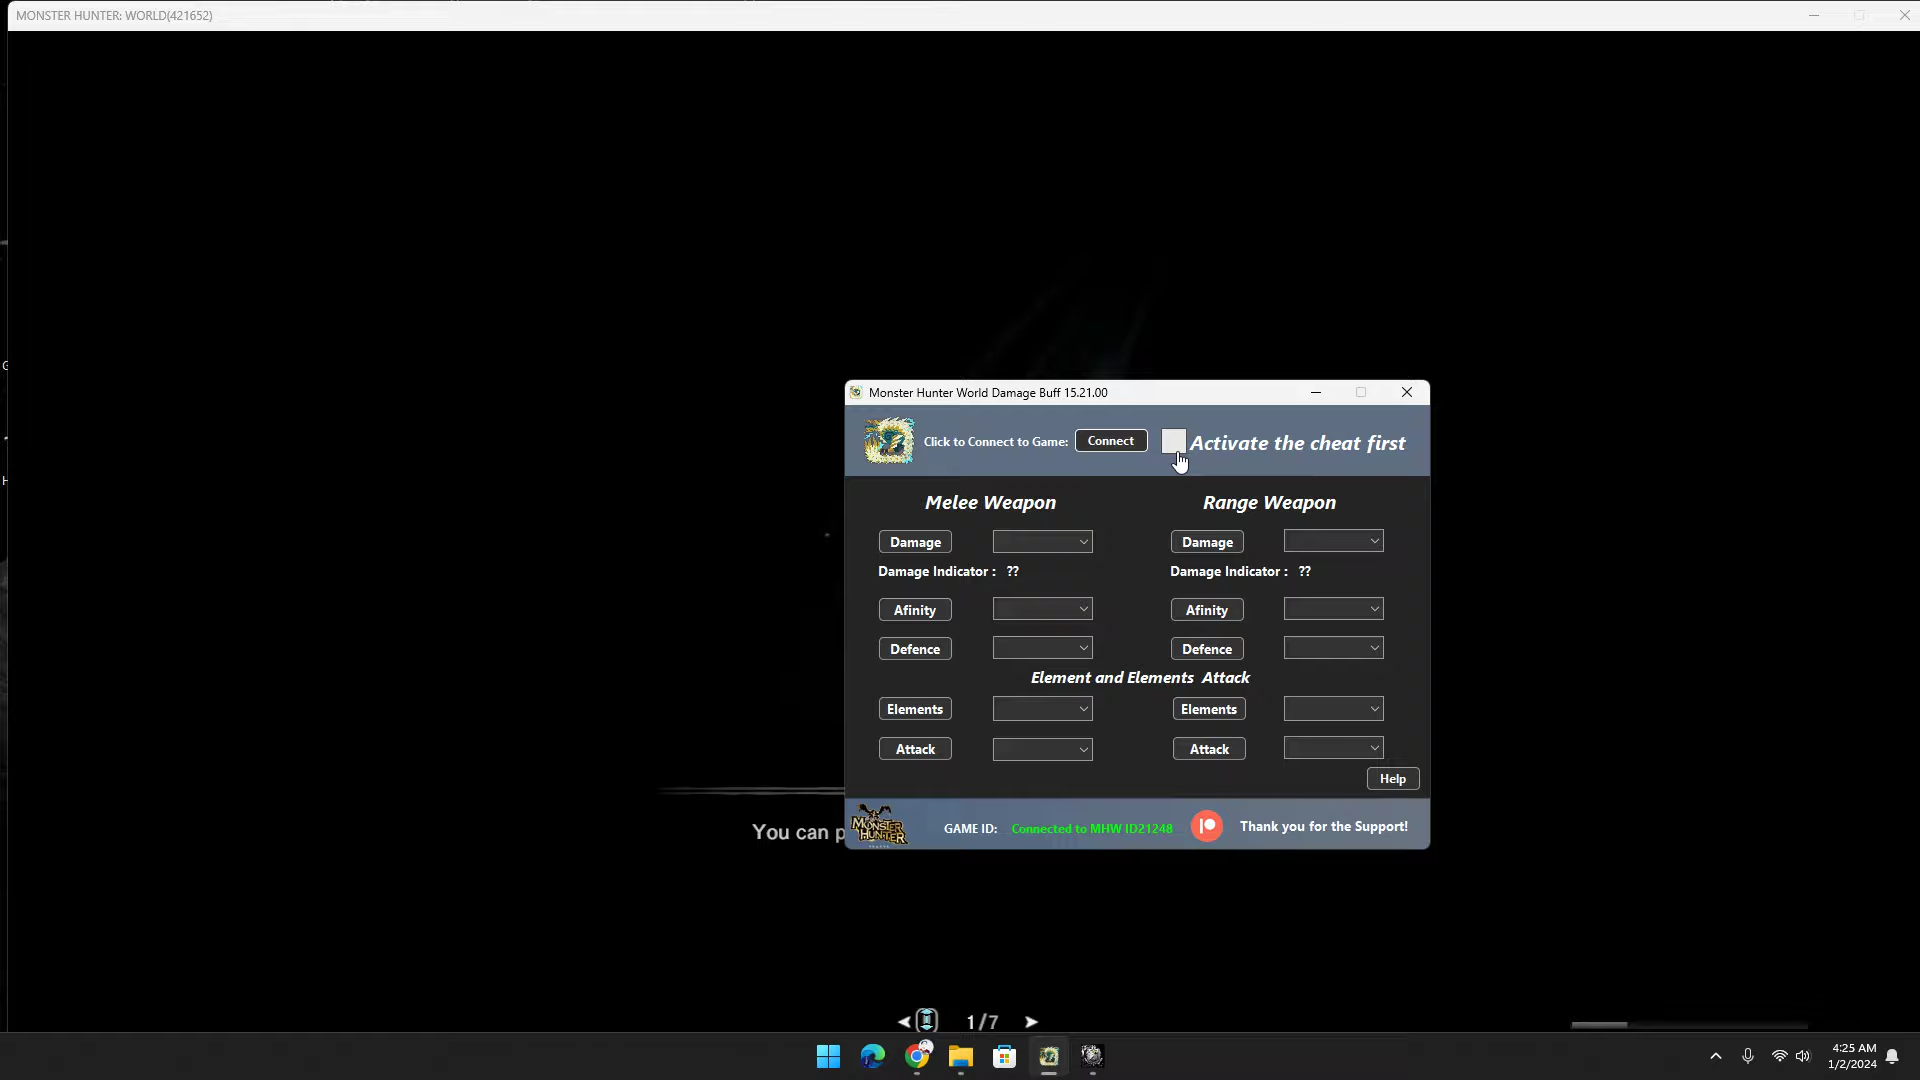 MONSTER HUNTER: WORLD(421652)
Monster Hunter World Damage Buff 15.21.00
Click to Connect to Game: Connect Activate the cheat first
Melee Weapon Range Weapon
Damage Damage
Damage Indicator : ?? Damage Indicator : ??
Afinity Afinity
Defence Defence
Element and Elements Attack
Elements Elements
Attack Attack
Help
MONSTER HUNTER
GAME ID: Connected to MHW ID21248 Thank you for the Support!
You can p
1/7
4:25 AM
1/2/2024